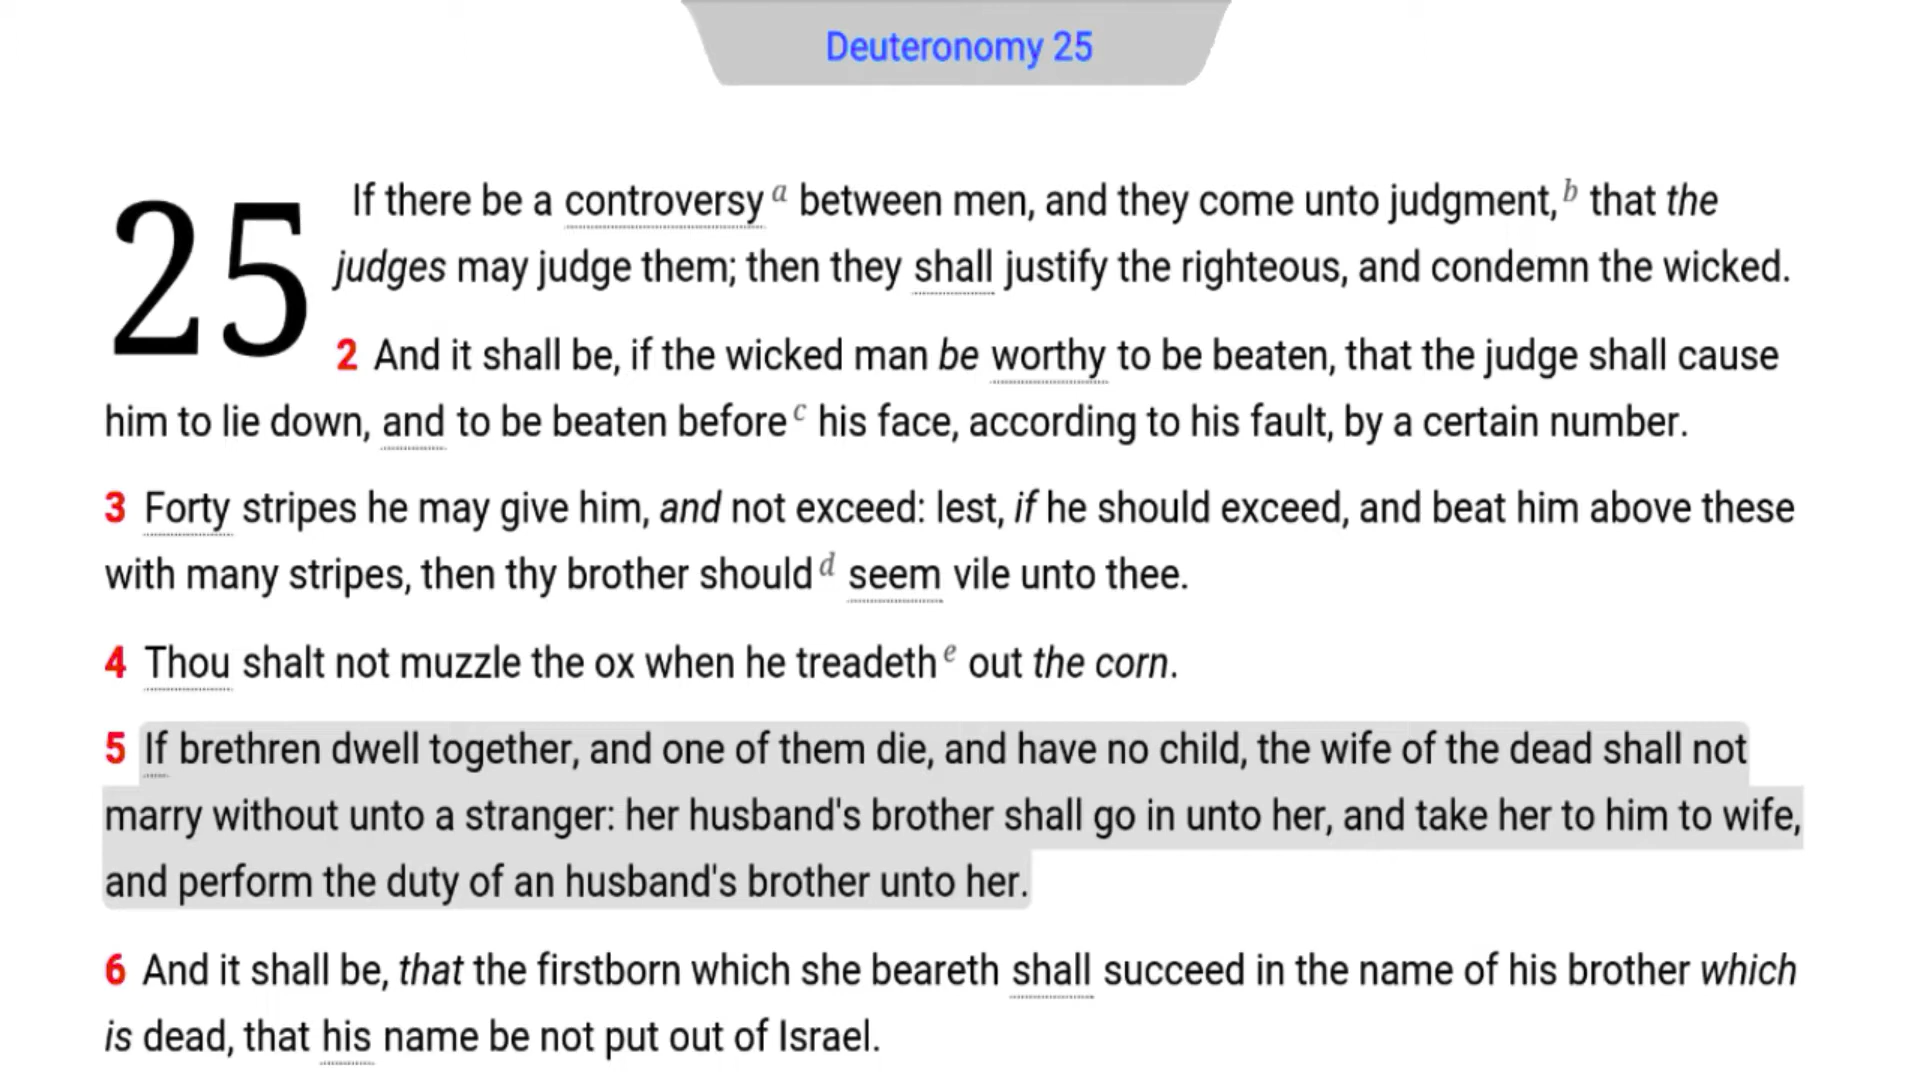 Deuteronomy 25
25 If there be a controversy a between men, and they come unto judgment, b that the
judges may judge them; then they shall justify the righteous, and condemn the wicked.
2 And it shall be, if the wicked man be worthy to be beaten, that the judge shall cause
him to lie down, and to be beaten before c his face, according to his fault, by a certain number.
3 Forty stripes he may give him, and not exceed: lest, if he should exceed, and beat him above these
with many stripes, then thy brother should d seem vile unto thee.
4 Thou shalt not muzzle the ox when he treadeth e out the corn.
5 If brethren dwell together, and one of them die, and have no child, the wife of the dead shall not
marry without unto a stranger: her husband's brother shall go in unto her, and take her to him to wife,
and perform the duty of an husband's brother unto her.
6 And it shall be, that the firstborn which she beareth shall succeed in the name of his brother which
is dead, that his name be not put out of Israel.